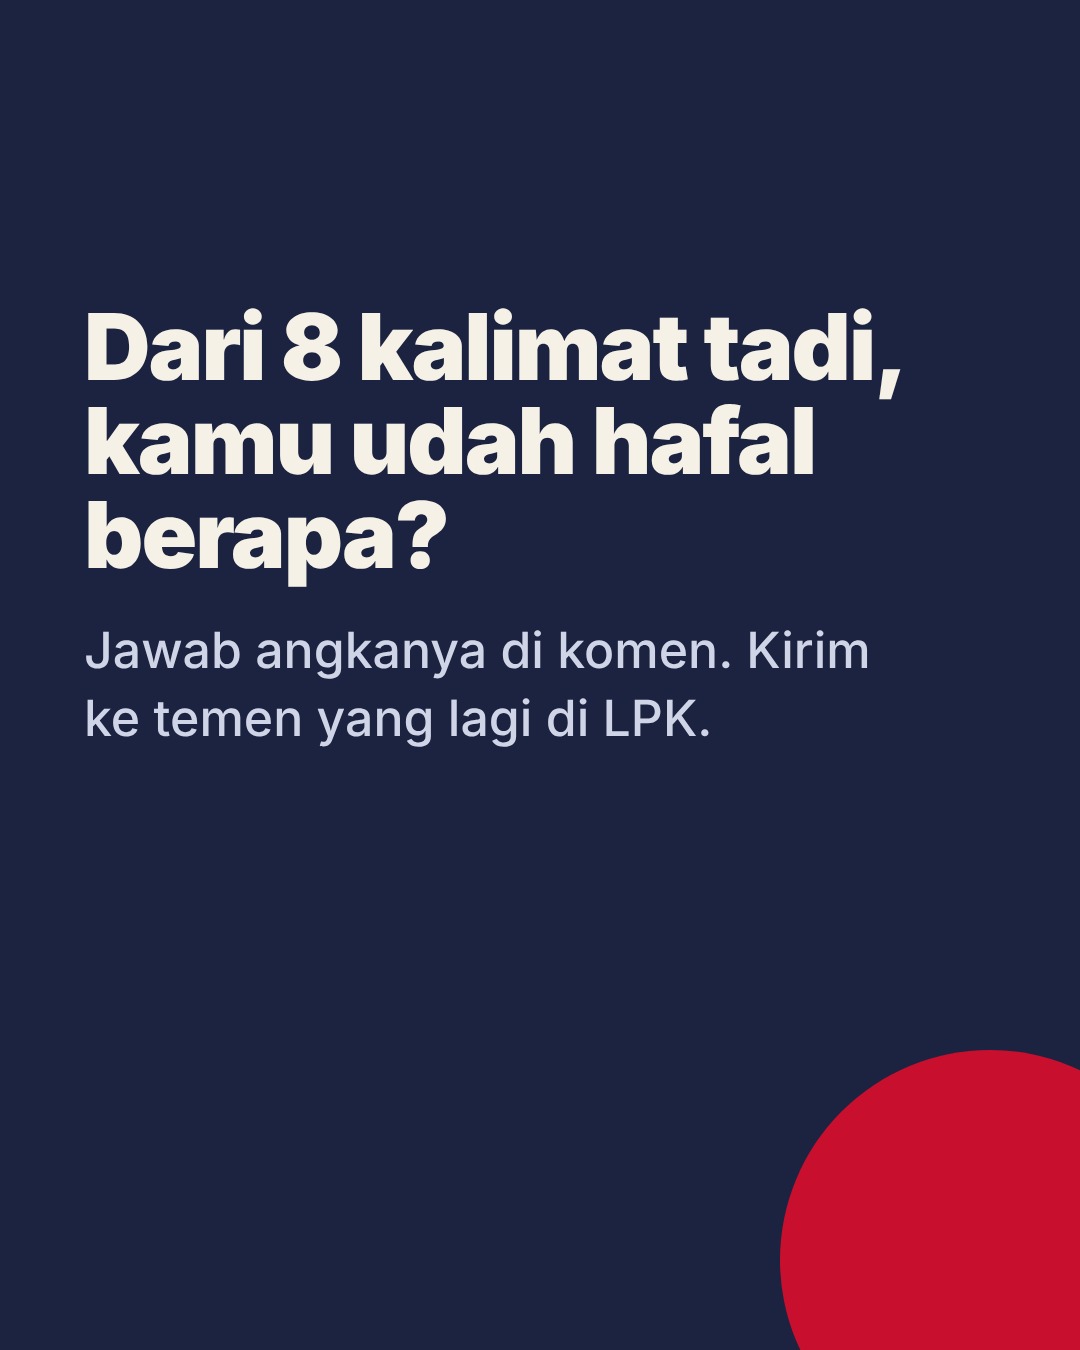 Dari 8 kalimat tadi,
kamu udah hafal
berapa?
Jawab angkanya di komen. Kirim
ke temen yang lagi di LPK.